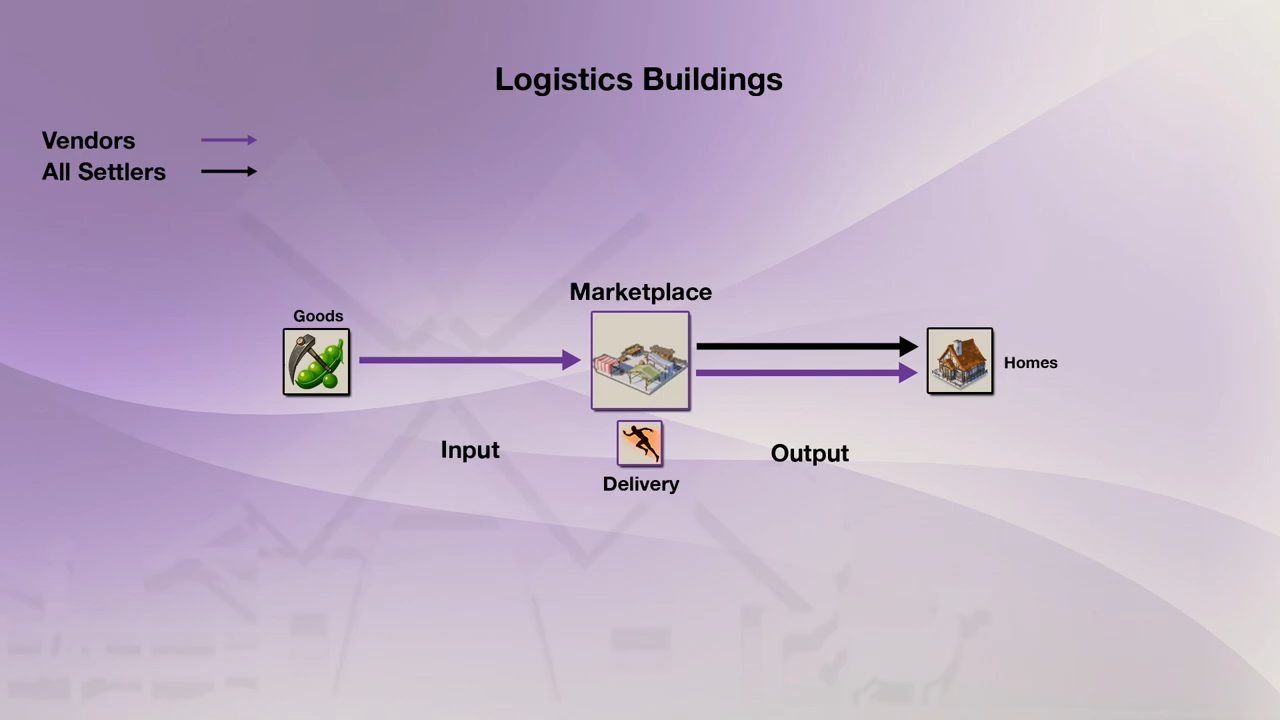 Logistics Buildings
Vendors
All Settlers
Marketplace
Goods
Homes
Input
Output
Delivery